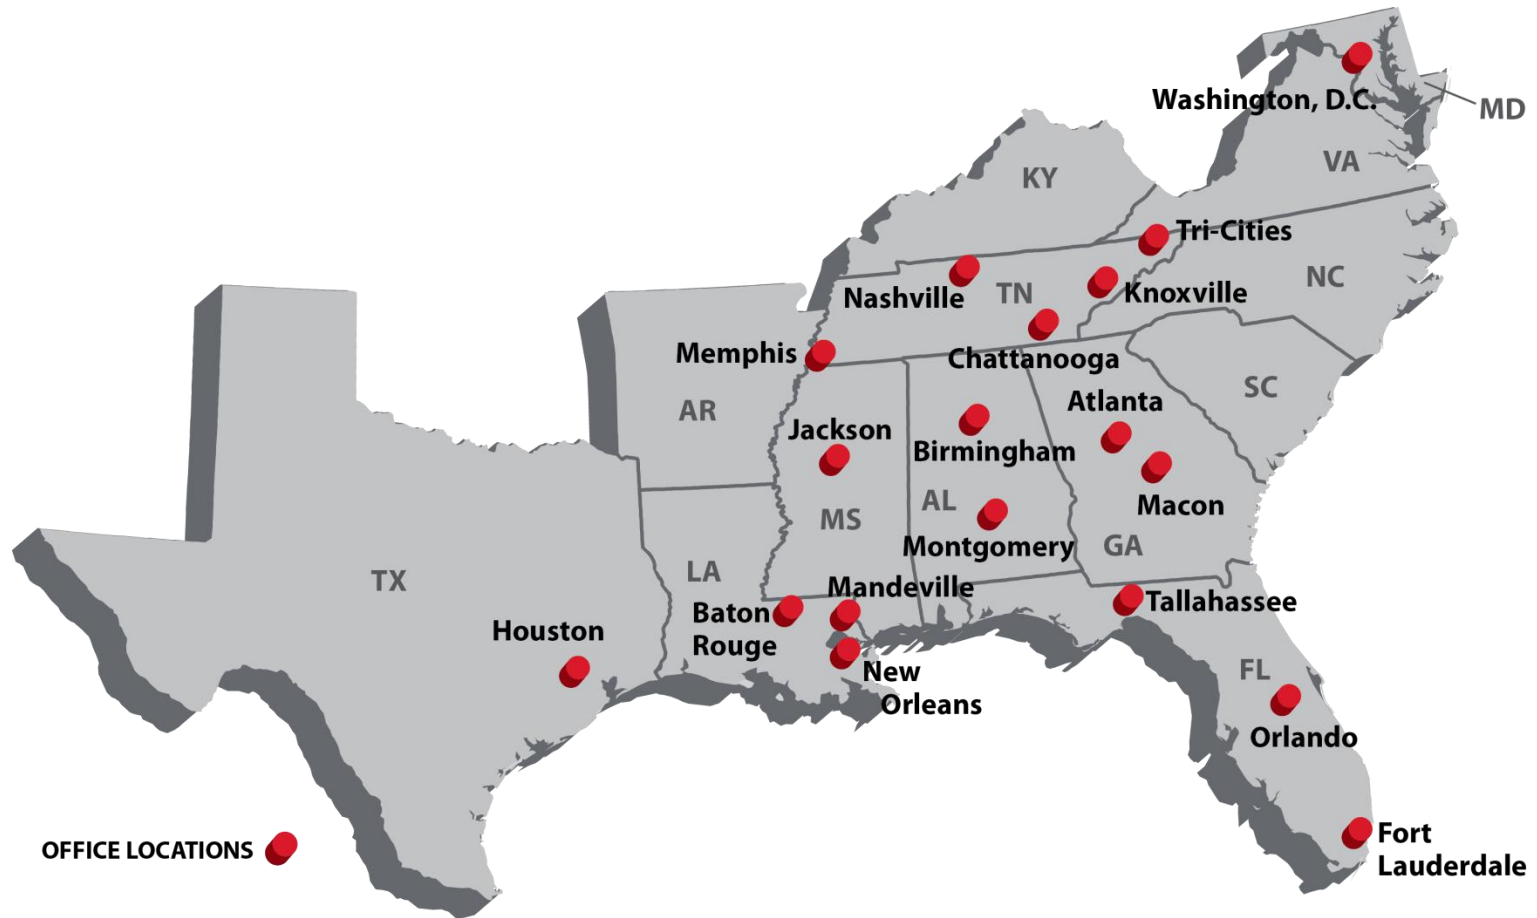 Washington, D.C.
MD
VA
KY
Tri-Cities
NC
Nashville
TN
Knoxville
Memphis
Chattanooga
AR
SC
Atlanta
Jackson
Birmingham
Macon
MS
AL
Montgomery
GA
TX
LA
Mandeville
Baton
Rouge
Tallahassee
Houston
New
Orleans
FL
Orlando
Fort
Lauderdale
OFFICE LOCATIONS